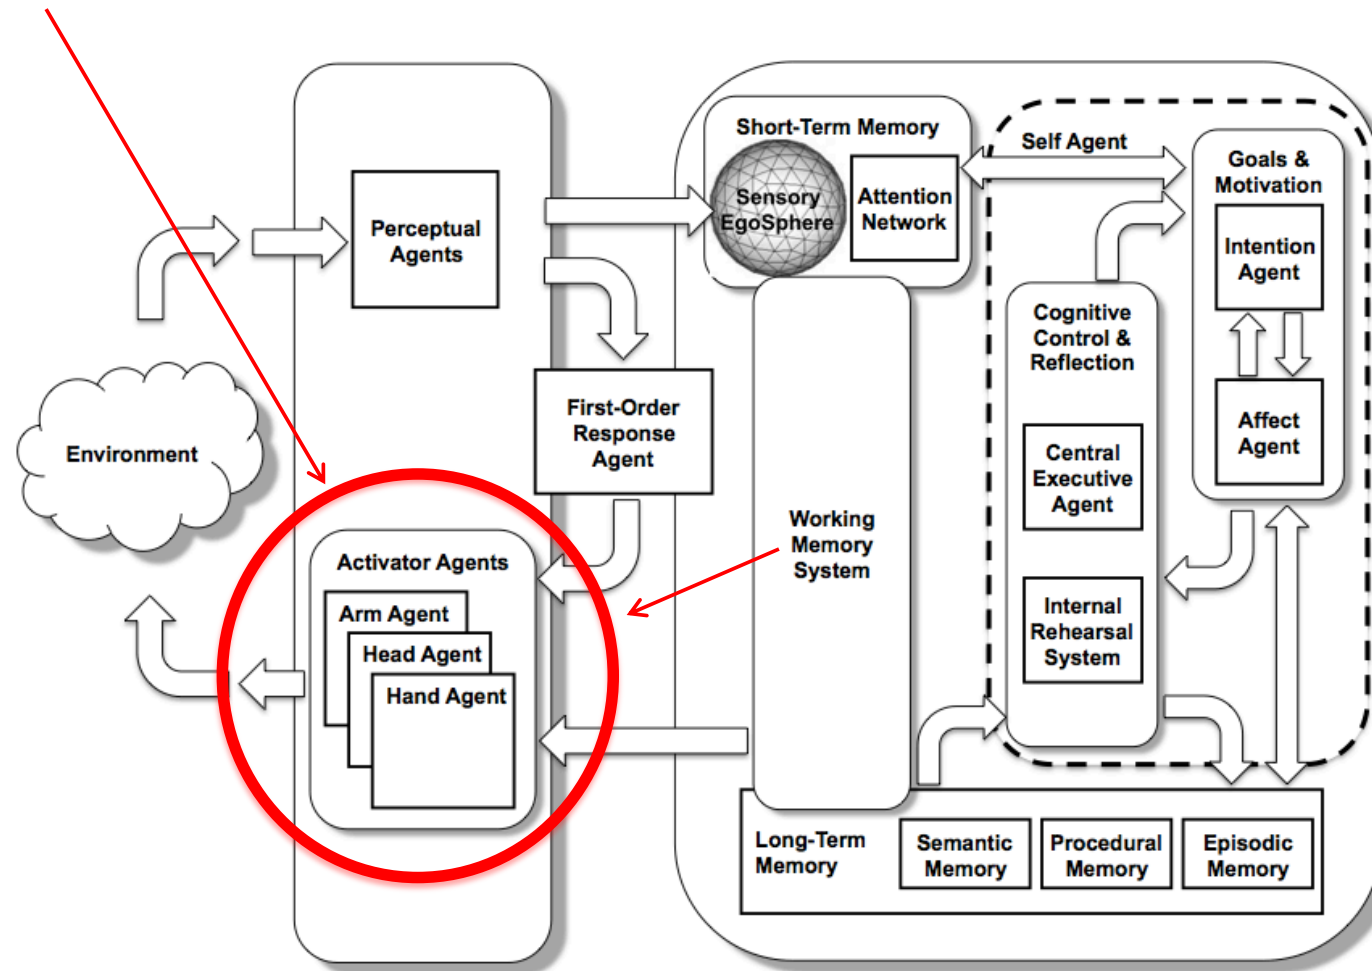 Short-Term Memory
Sensory
EgoSphere
Attention
Network
Self Agent
Goals &
Motivation
Intention
Agent
Affect
Agent
Perceptual
Agents
Cognitive
Control &
Reflection
Central
Executive
Agent
Internal
Rehearsal
System
First-Order
Response
Agent
Environment
Working
Memory
System
Activator Agents
Arm Agent
Head Agent
Hand Agent
Long-Term
Memory
Semantic
Memory
Procedural
Memory
Episodic
Memory